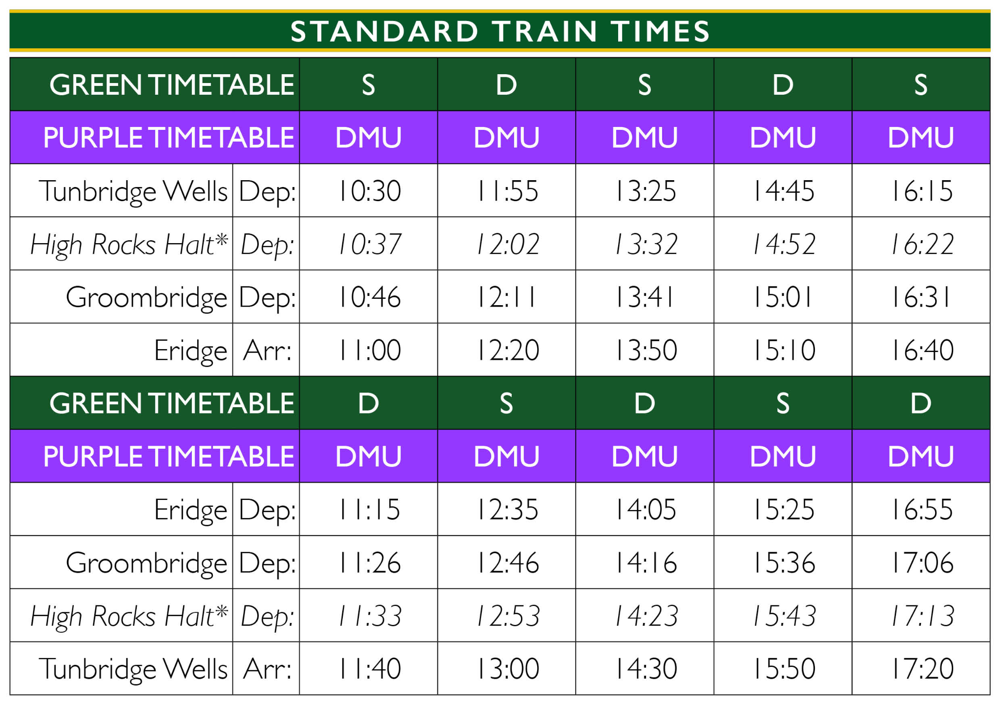 STANDARD TRAIN TIMES
GREEN TIMETABLE S D S D S
PURPLE TIMETABLE DMU DMU DMU DMU DMU
Tunbridge Wells Dep: 10:30 11:55 13:25 14:45 16:15
High Rocks Halt* Dep: 10:37 12:02 13:32 14:52 16:22
Groombridge Dep: 10:46 12:11 13:41 15:01 16:31
Eridge Arr: 11:00 12:20 13:50 15:10 16:40
GREEN TIMETABLE D S D S D
PURPLE TIMETABLE DMU DMU DMU DMU DMU
Eridge Dep: 11:15 12:35 14:05 15:25 16:55
Groombridge Dep: 11:26 12:46 14:16 15:36 17:06
High Rocks Halt* Dep: 11:33 12:53 14:23 15:43 17:13
Tunbridge Wells Arr: 11:40 13:00 14:30 15:50 17:20